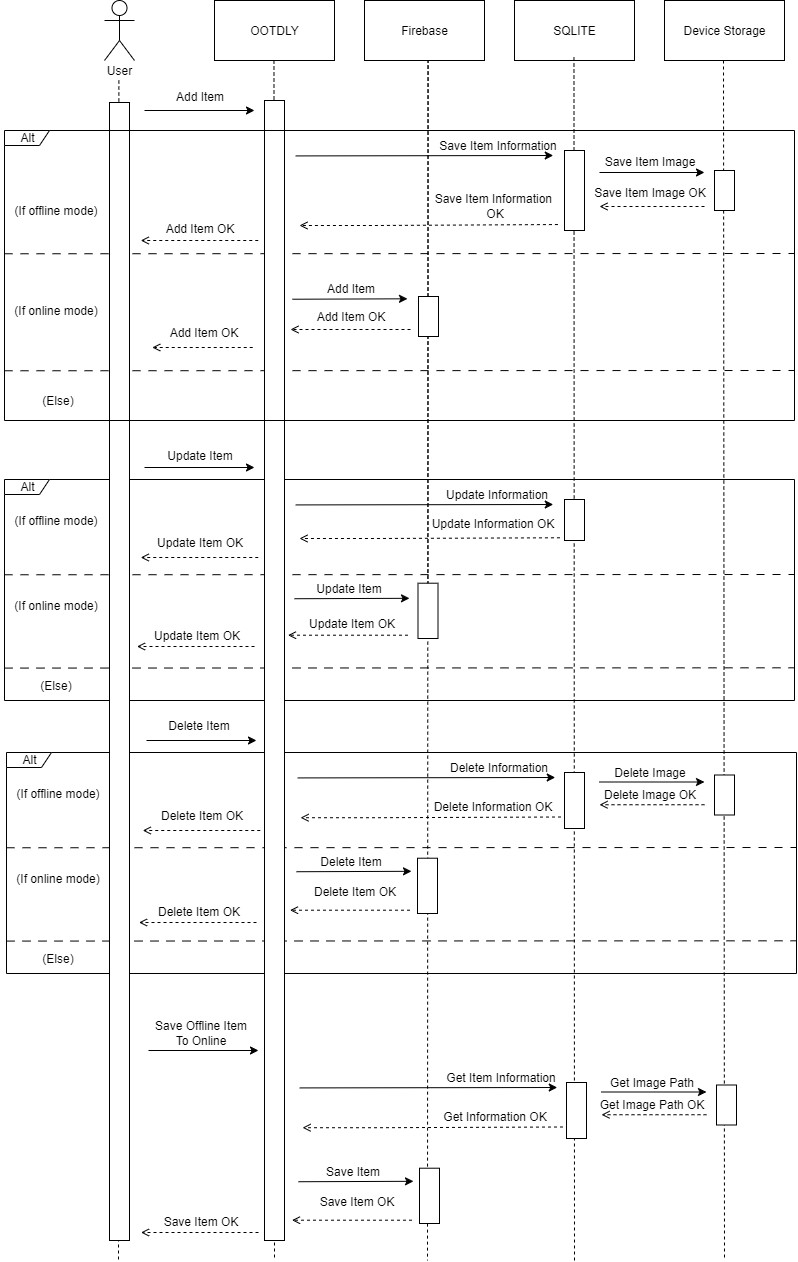 OOTDLY
Firebase
SQLITE
Device Storage
User
Add Item
Alt
Save Item Information
Save Item Image
(If offline mode)
Save Item Image OK
Save Item Information
OK
Add Item OK
(If online mode)
Add Item
Add Item OK
Add Item OK
(Else)
Update Item
Alt
(If offline mode)
Update Information
Update Information OK
Update Item OK
(If online mode)
Update Item
Update Item OK
Update Item OK
(Else)
Delete Item
Alt
(If offline mode)
Delete Information
Delete Image
Delete Image OK
Delete Information OK
Delete Item OK
(If online mode)
Delete Item
Delete Item OK
Delete Item OK
(Else)
Save Offline Item
To Online
Get Item Information
Get Image Path
Get Image Path OK
Get Information OK
Save Item
Save Item OK
Save Item OK